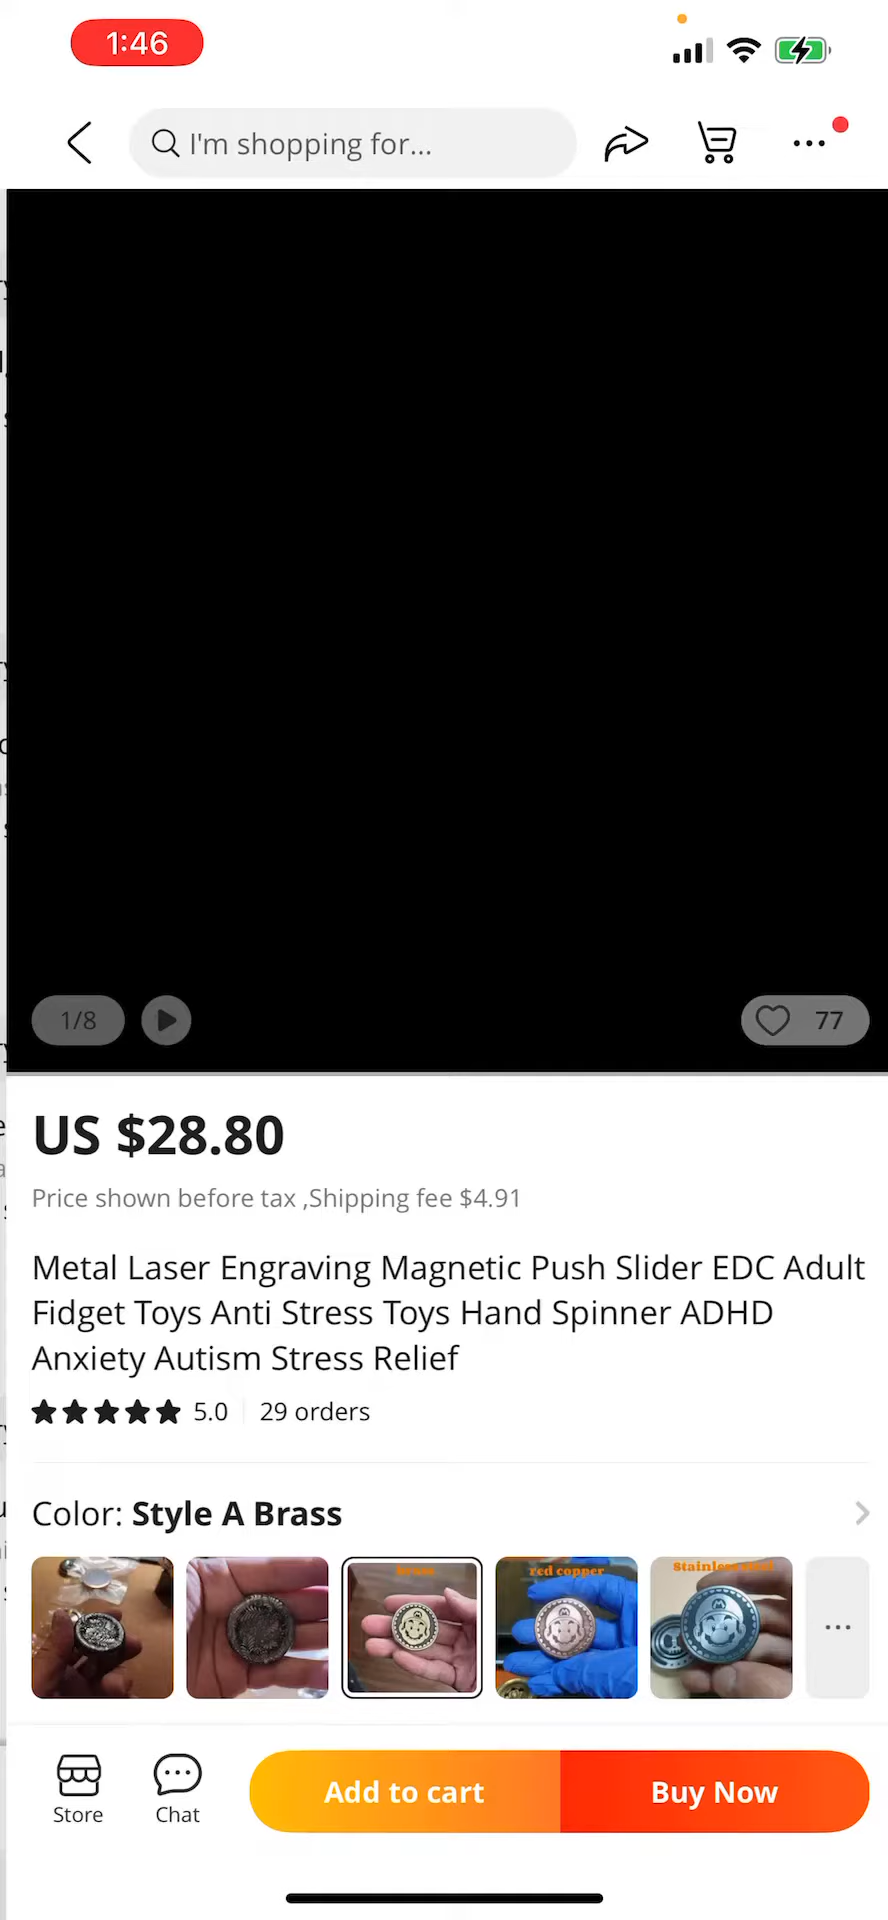 1:46
I'm shopping for...
1/8
77
US $28.80
Price shown before tax ,Shipping fee $4.91
Metal Laser Engraving Magnetic Push Slider EDC Adult
Fidget Toys Anti Stress Toys Hand Spinner ADHD
Anxiety Autism Stress Relief
5.0
29 orders
Color: Style A Brass
red copper
Stainless steel
Add to cart
Buy Now
Store
Chat